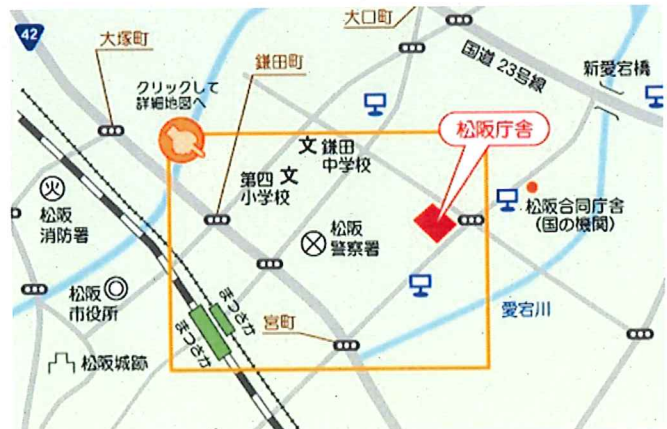 42
大塚町
大口町
鎌田町
国道 23号線
新愛宕橋
クリックして
詳細地図へ
松阪庁舎
文 鎌田
中学校
第四 文
小学校
火
松阪
消防署
松阪
警察署
松阪合同庁舎
(国の機関)
松阪
市役所
まつさか
まつさか
宮町
愛宕川
松阪城跡